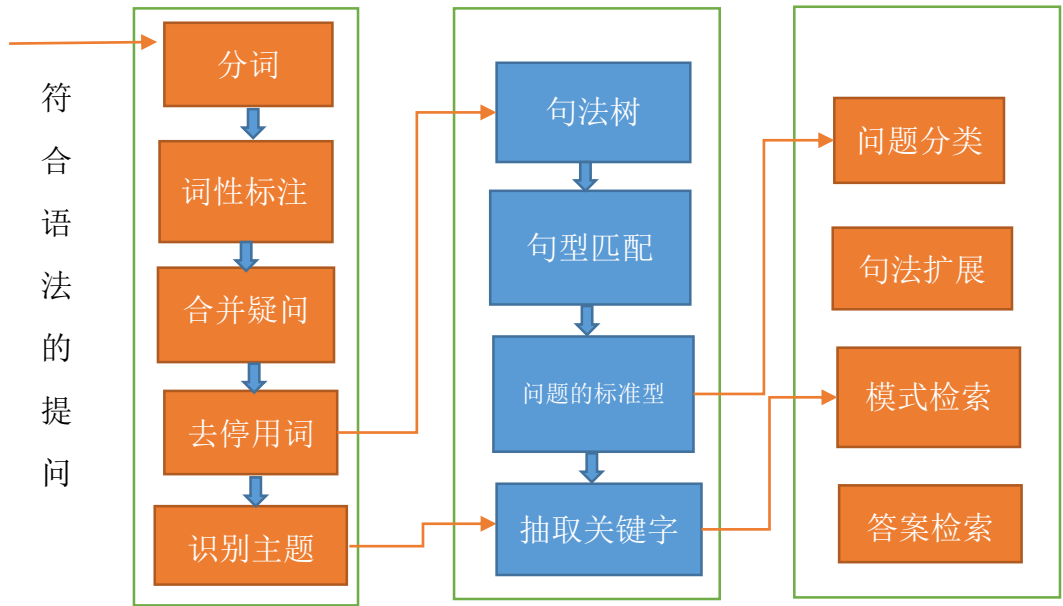 符合语法的提问
分词
词性标注
合并疑问
去停用词
识别主题
句法树
句型匹配
问题的标准型
抽取关键字
问题分类
句法扩展
模式检索
答案检索